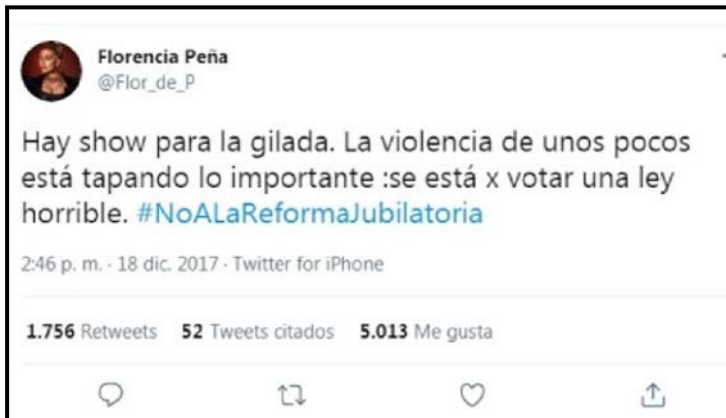 Florencia Peña
@Flor_de_P
Hay show para la gilada. La violencia de unos pocos
está tapando lo importante :se está x votar una ley
horrible. #NoALaReformaJubilatoria
2:46 p. m. · 18 dic. 2017 · Twitter for iPhone
1.756 Retweets 52 Tweets citados 5.013 Me gusta